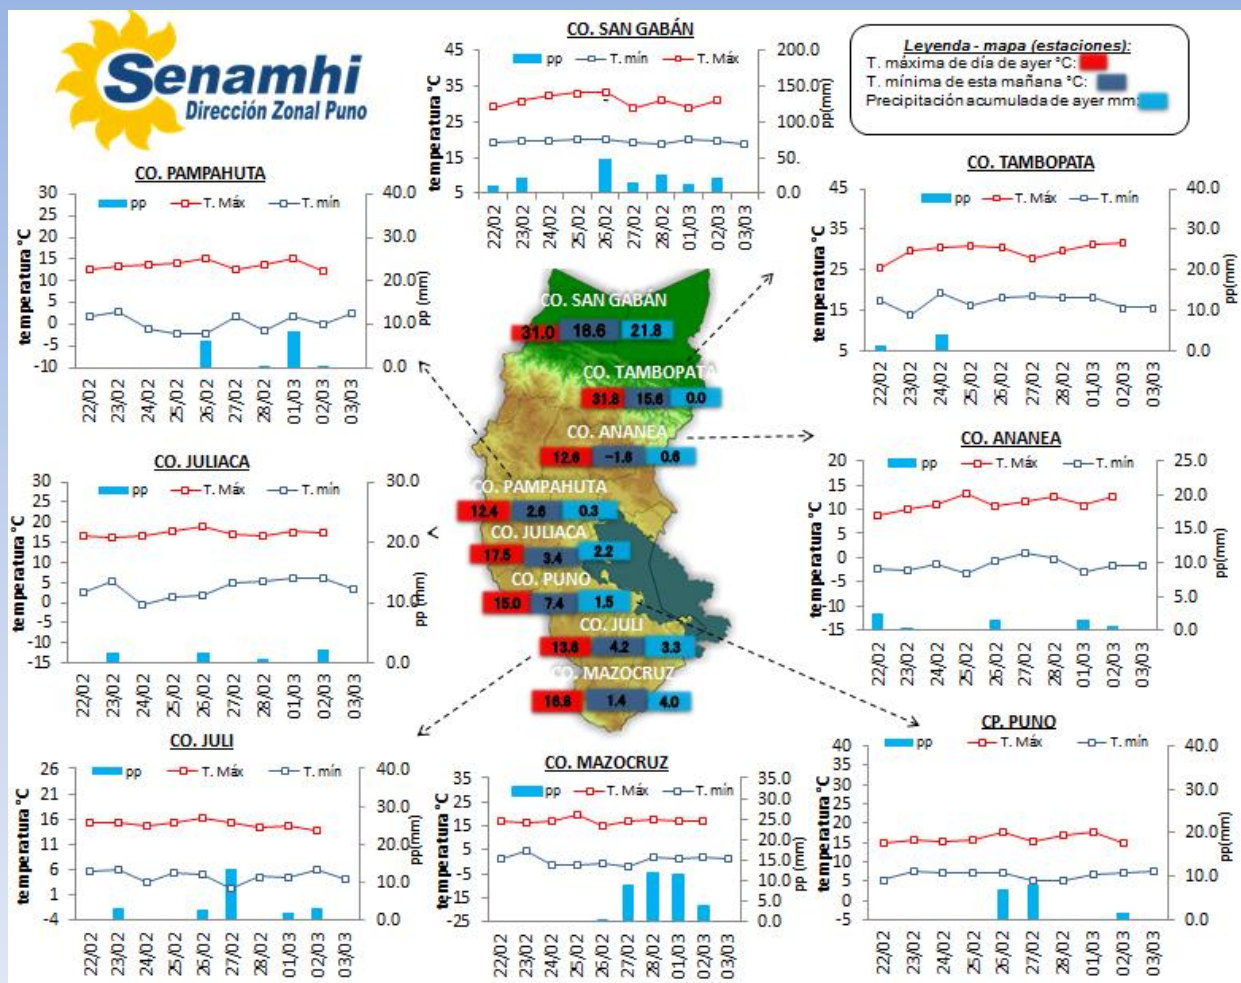 Senamhi
Dirección Zonal Puno
CO. SAN GABÁN
pp T. mín T. Máx
temperatura °C
45
35
25
15
5
200.0
150.0
100.0
50.
0.0
pp(mm)
22/02 23/02 24/02 25/02 26/02 27/02 28/02 01/03 02/03 03/03
Leyenda - mapa (estaciones):
T. máxima de día de ayer °C:
T. mínima de esta mañana °C:
Precipitación acumulada de ayer mm:
CO. PAMPAHUTA
pp T. Máx T. mín
temperatura °C
30
25
20
15
10
5
0
-5
-10
40.0
30.0
20.0
10.0
0.0
pp (mm)
22/02 23/02 24/02 25/02 26/02 27/02 28/02 01/03 02/03 03/03
CO. TAMBOPATA
pp T. Máx T. mín
temperatura °C
45
35
25
15
5
40.0
30.0
20.0
10.0
0.0
pp(mm)
22/02 23/02 24/02 25/02 26/02 27/02 28/02 01/03 02/03 03/03
CO. SAN GABÁN
31.0 18.6 21.8
CO. TAMBOPATA
31.8 15.6 0.0
CO. ANANEA
12.6 -1.6 0.6
CO. PAMPAHUTA
12.4 2.6 0.3
CO. JULIACA
17.5 3.4 2.2
CO. PUNO
15.0 7.4 1.5
CO. JULI
13.8 4.2 3.3
CO. MAZOCRUZ
16.8 1.4 4.0
CO. JULIACA
pp T. Máx T. mín
temperatura °C
30
25
20
15
10
5
0
-5
-10
-15
30.0
20.0
10.0
0.0
pp (mm)
22/02 23/02 24/02 25/02 26/02 27/02 28/02 01/03 02/03 03/03
CO. ANANEA
pp T. Máx T. mín
temperatura °C
20
15
10
5
0
-5
-10
-15
25.0
20.0
15.0
10.0
5.0
0.0
pp(mm)
22/02 23/02 24/02 25/02 26/02 27/02 28/02 01/03 02/03 03/03
CO. JULI
pp T. Máx T. mín
temperatura °C
26
21
16
11
6
1
-4
40.0
30.0
20.0
10.0
0.0
pp(mm)
22/02 23/02 24/02 25/02 26/02 27/02 28/02 01/03 02/03 03/03
CO. MAZOCRUZ
pp T. Máx T. mín
temperatura °C
35
25
15
5
-5
-15
-25
35.0
30.0
25.0
20.0
15.0
10.0
5.0
0.0
pp (mm)
22/02 23/02 24/02 25/02 26/02 27/02 28/02 01/03 02/03 03/03
CP. PUNO
pp T. Máx T. mín
temperatura °C
40
35
30
25
20
15
10
5
0
-5
40.0
30.0
20.0
10.0
0.0
pp(mm)
22/02 23/02 24/02 25/02 26/02 27/02 28/02 01/03 02/03 03/03